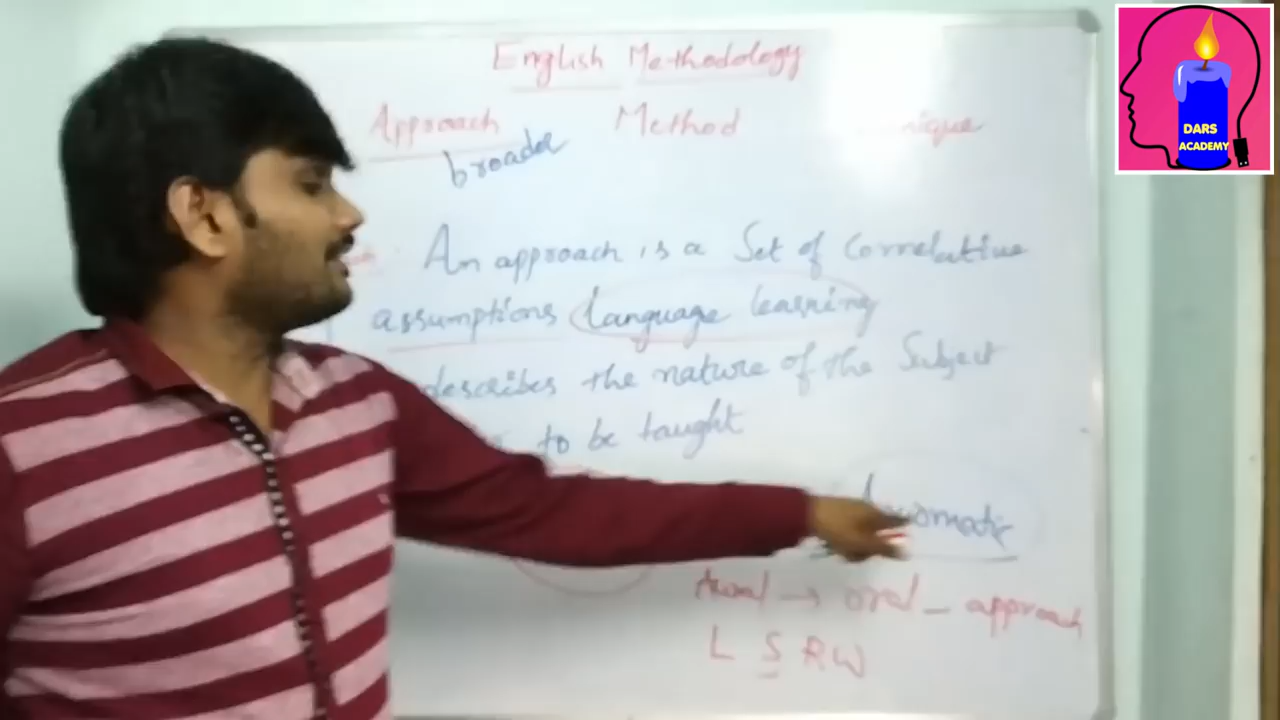 English Methodology
Approach Method nique
broader
An approach is a Set of Correlative
assumptions language learning
describes the nature of the Subject
to be taught
aural → oral - approach
L S R W
DARS
ACADEMY